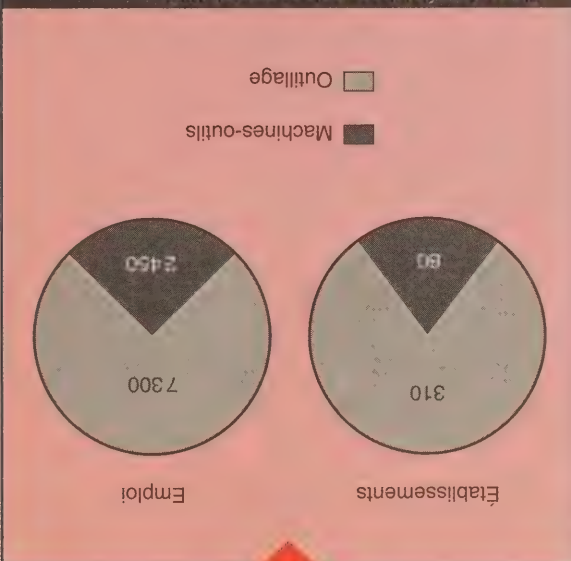 Établissements
Emploi
310
7 300
80
2 450
Machines-outils
Outillage